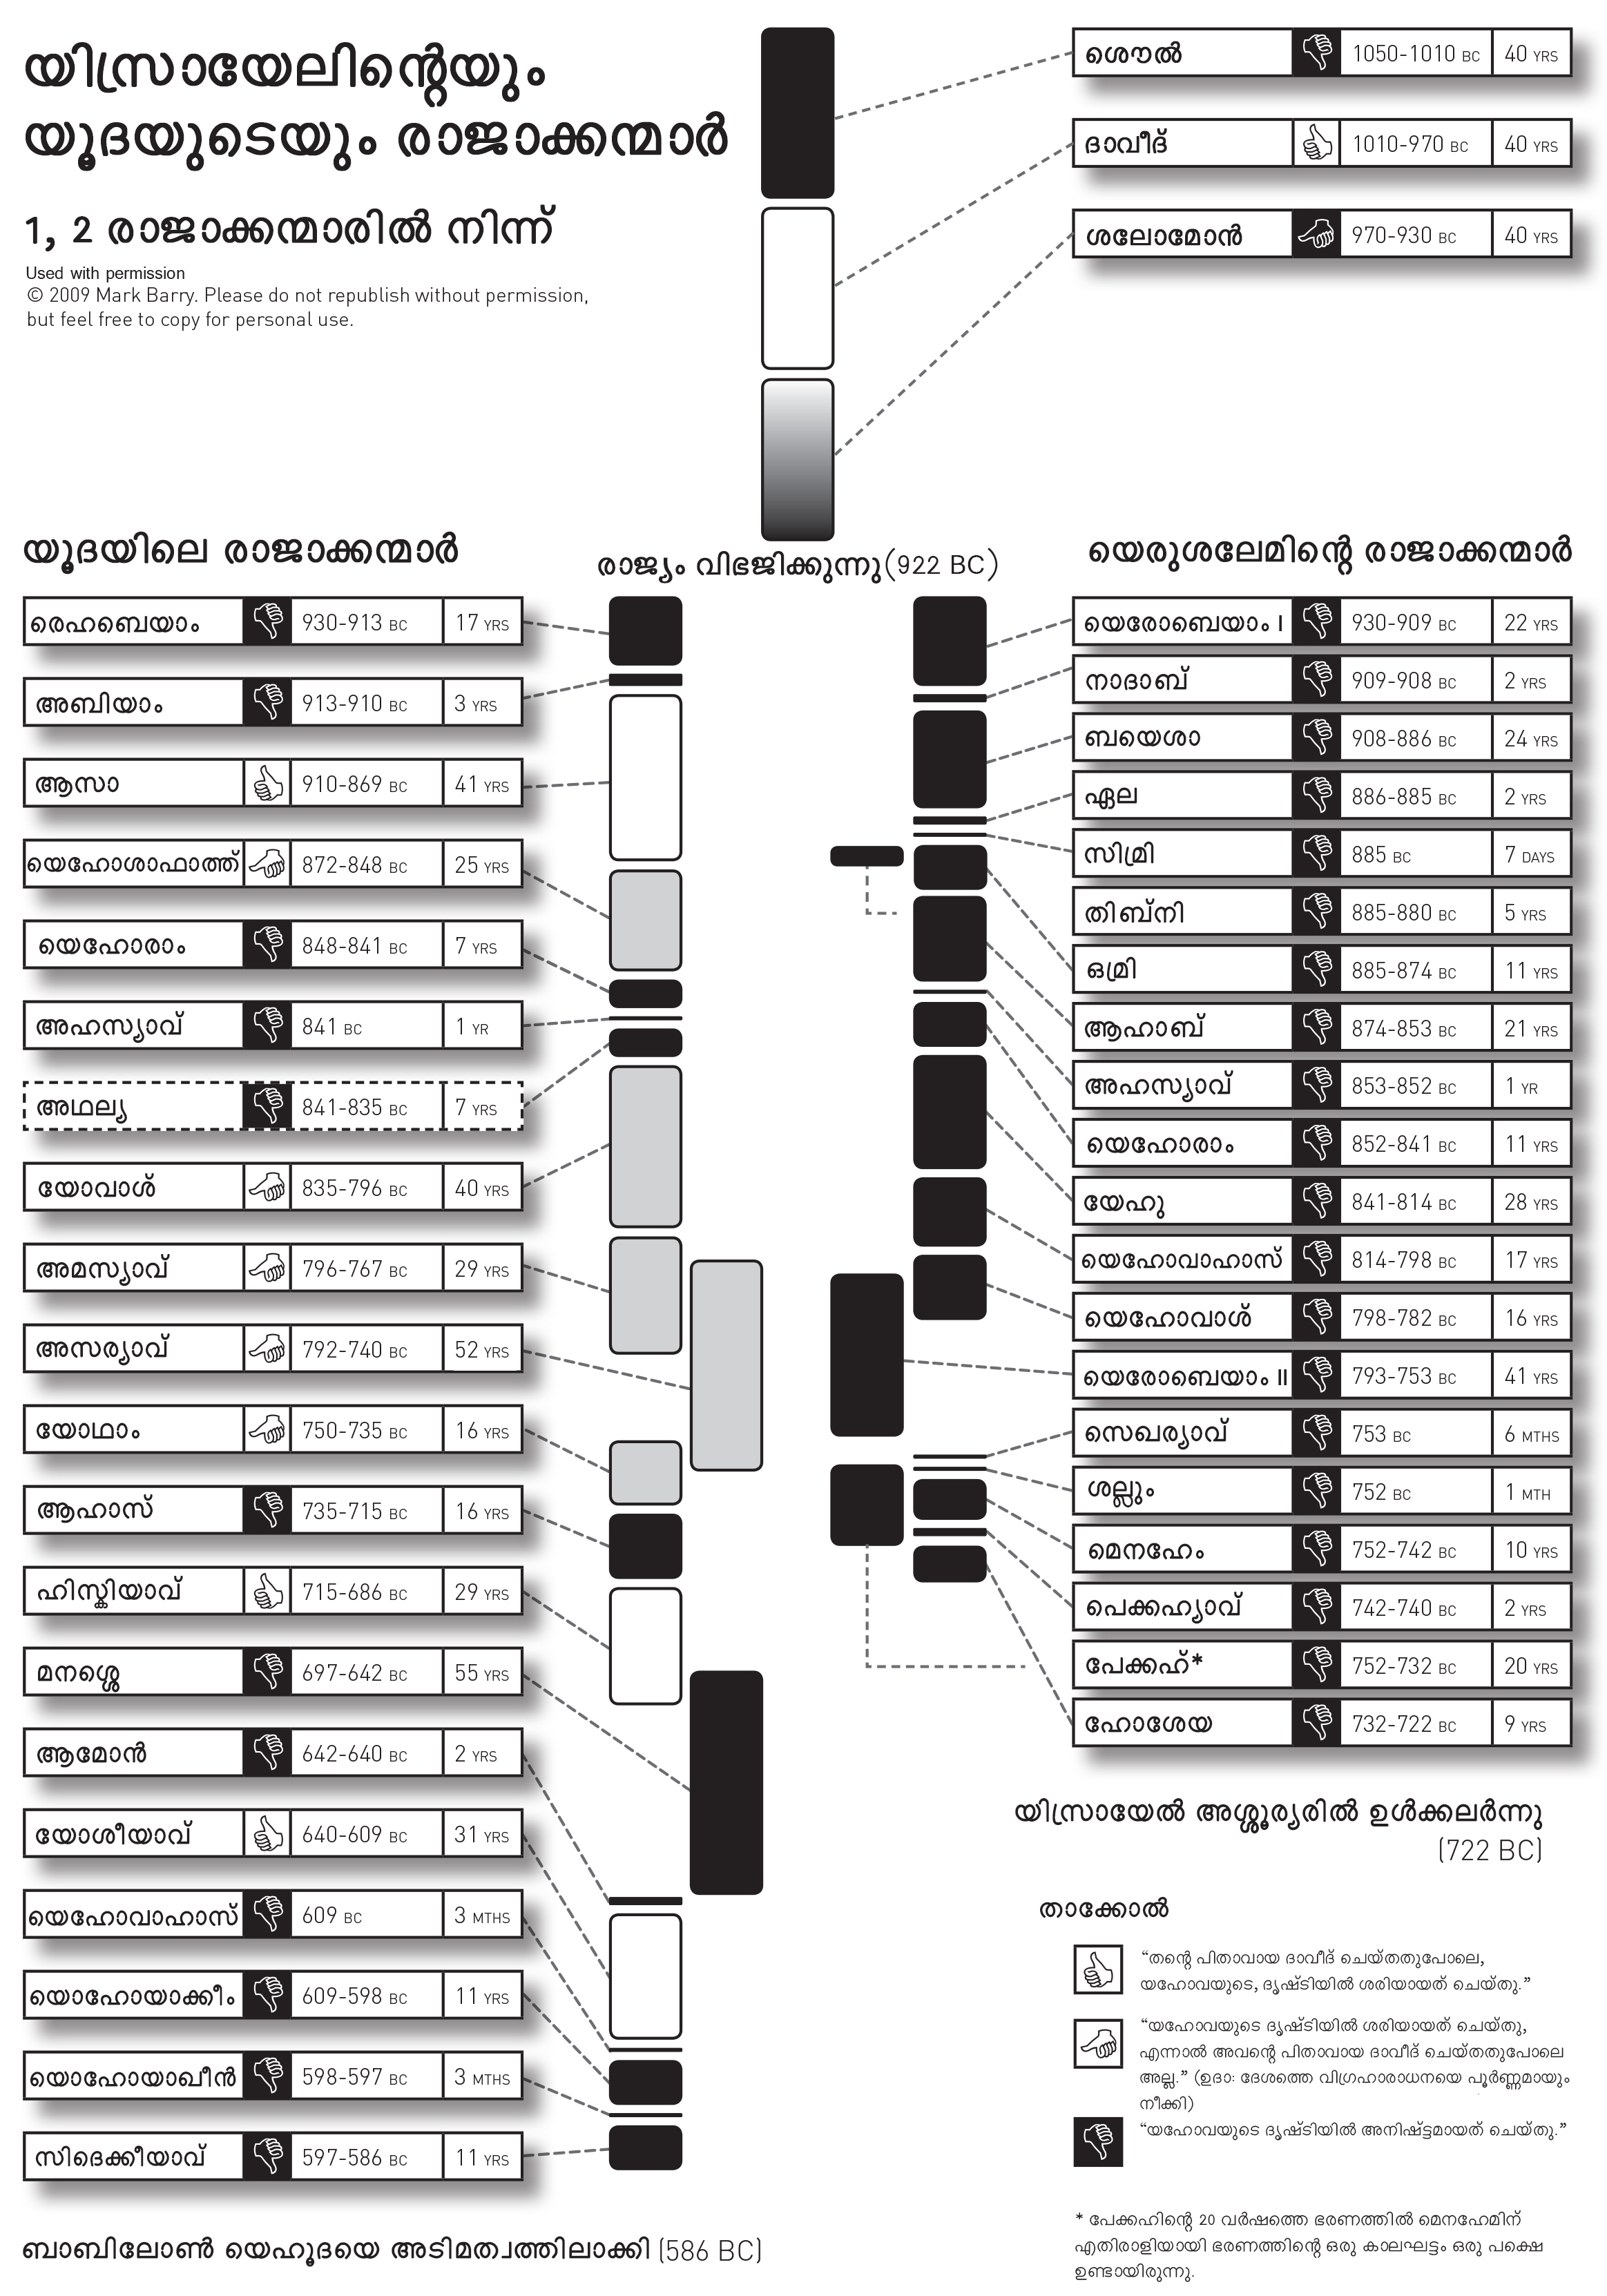 യിസ്രായേലിന്റെയും
യൂദയുടെയും രാജാക്കന്മാർ
1, 2 രാജാക്കന്മാരിൽ നിന്ന്
Used with permission
© 2009 Mark Barry. Please do not republish without permission,
but feel free to copy for personal use.
ശൌൽ 1050-1010 BC 40 YRS
ദാവീദ് 1010-970 BC 40 YRS
ശലോമോൻ 970-930 BC 40 YRS
രാജ്യം വിഭജിക്കുന്നു(922 BC)
യൂദയിലെ രാജാക്കന്മാർ
രെഹബെയാം 930-913 BC 17 YRS
അബിയാം 913-910 BC 3 YRS
ആസാ 910-869 BC 41 YRS
യെഹോശാഫാത്ത് 872-848 BC 25 YRS
യെഹോരാം 848-841 BC 7 YRS
അഹസ്യാവ് 841 BC 1 YR
അഥല്യ 841-835 BC 7 YRS
യോവാശ് 835-796 BC 40 YRS
അമസ്യാവ് 796-767 BC 29 YRS
അസര്യാവ് 792-740 BC 52 YRS
യോഥാം 750-735 BC 16 YRS
ആഹാസ് 735-715 BC 16 YRS
ഹിസ്കിയാവ് 715-686 BC 29 YRS
മനശ്ശെ 697-642 BC 55 YRS
ആമോൻ 642-640 BC 2 YRS
യോശീയാവ് 640-609 BC 31 YRS
യെഹോവാഹാസ് 609 BC 3 MTHS
യൊഹോയാക്കീം 609-598 BC 11 YRS
യൊഹോയാഖീൻ 598-597 BC 3 MTHS
സിദെക്കീയാവ് 597-586 BC 11 YRS
ബാബിലോൺ യെഹൂദയെ അടിമത്വത്തിലാക്കി (586 BC)
യെരുശലേമിന്റെ രാജാക്കന്മാർ
യെരോബെയാം I 930-909 BC 22 YRS
നാദാബ് 909-908 BC 2 YRS
ബയെശാ 908-886 BC 24 YRS
ഏല 886-885 BC 2 YRS
സിമ്രി 885 BC 7 DAYS
തിബ്നി 885-880 BC 5 YRS
ഒമ്രി 885-874 BC 11 YRS
ആഹാബ് 874-853 BC 21 YRS
അഹസ്യാവ് 853-852 BC 1 YR
യെഹോരാം 852-841 BC 11 YRS
യേഹു 841-814 BC 28 YRS
യെഹോവാഹാസ് 814-798 BC 17 YRS
യെഹോവാശ് 798-782 BC 16 YRS
യെരോബെയാം II 793-753 BC 41 YRS
സെഖര്യാവ് 753 BC 6 MTHS
ശല്ലും 752 BC 1 MTH
മെനഹേം 752-742 BC 10 YRS
പെക്കഹ്യാവ് 742-740 BC 2 YRS
പേക്കഹ്* 752-732 BC 20 YRS
ഹോശേയ 732-722 BC 9 YRS
യിസ്രായേൽ അശ്ശൂര്യരിൽ ഉൾക്കലർന്നു
(722 BC)
താക്കോൽ
“തന്റെ പിതാവായ ദാവീദ് ചെയ്തതുപോലെ,
യഹോവയുടെ, ദൃഷ്ടിയിൽ ശരിയായത് ചെയ്തു.”
“യഹോവയുടെ ദൃഷ്ടിയിൽ ശരിയായത് ചെയ്തു,
എന്നാൽ അവന്റെ പിതാവായ ദാവീദ് ചെയ്തതുപോലെ
അല്ല.” (ഉദാ: ദേശത്തെ വിഗ്രഹാരാധനയെ പൂർണ്ണമായും
നീക്കി)
“യഹോവയുടെ ദൃഷ്ടിയിൽ അനിഷ്ട്ടമായത് ചെയ്തു.”
* പേക്കഹിന്റെ 20 വർഷത്തെ ഭരണത്തിൽ മെനഹേമിന്
എതിരാളിയായി ഭരണത്തിന്റെ ഒരു കാലഘട്ടം ഒരു പക്ഷെ
ഉണ്ടായിരുന്നു.